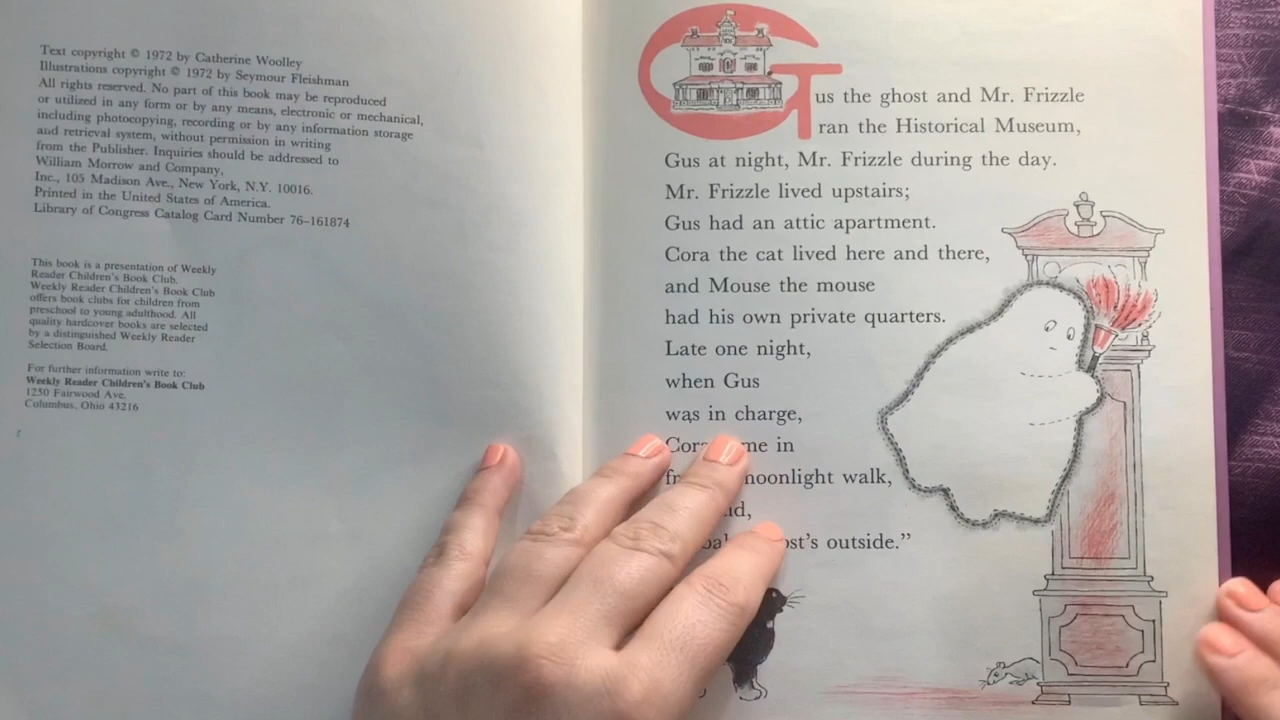 Text copyright © 1972 by Catherine Woolley
Illustrations copyright © 1972 by Seymour Fleishman
All rights reserved. No part of this book may be reproduced
or utilized in any form or by any means, electronic or mechanical,
including photocopying, recording or by any information storage
and retrieval system, without permission in writing
from the Publisher. Inquiries should be addressed to
William Morrow and Company,
Inc., 105 Madison Ave., New York, N.Y. 10016.
Printed in the United States of America.
Library of Congress Catalog Card Number 76-161874
This book is a presentation of Weekly
Reader Children's Book Club.
Weekly Reader Children's Book Club
offers book clubs for children from
preschool to young adulthood. All
quality hardcover books are selected
by a distinguished Weekly Reader
Selection Board.
For further information write to:
Weekly Reader Children's Book Club
1250 Fairwood Ave.
Columbus, Ohio 43216
Gus the ghost and Mr. Frizzle
ran the Historical Museum,
Gus at night, Mr. Frizzle during the day.
Mr. Frizzle lived upstairs;
Gus had an attic apartment.
Cora the cat lived here and there,
and Mouse the mouse
had his own private quarters.
Late one night,
when Gus
was in charge,
Cora me in
moonlight walk,
outside.”